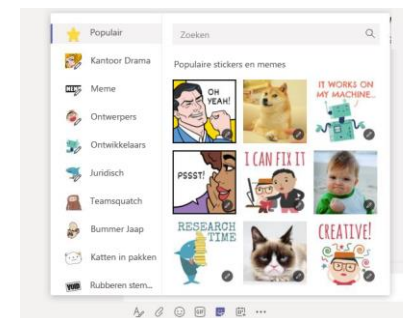 Populair
Kantoor Drama
Meme
Ontwerpers
Ontwikkelaars
Juridisch
Teamsquatch
Bummer Jaap
Katten in pakken
Rubberen stem...
Zoeken
Populaire stickers en memes
OH
YEAH!
IT WORKS ON
MY MACHINE...
PSSST!
I CAN FIX IT
RESEARCH
TIME
CREATIVE!
GIF